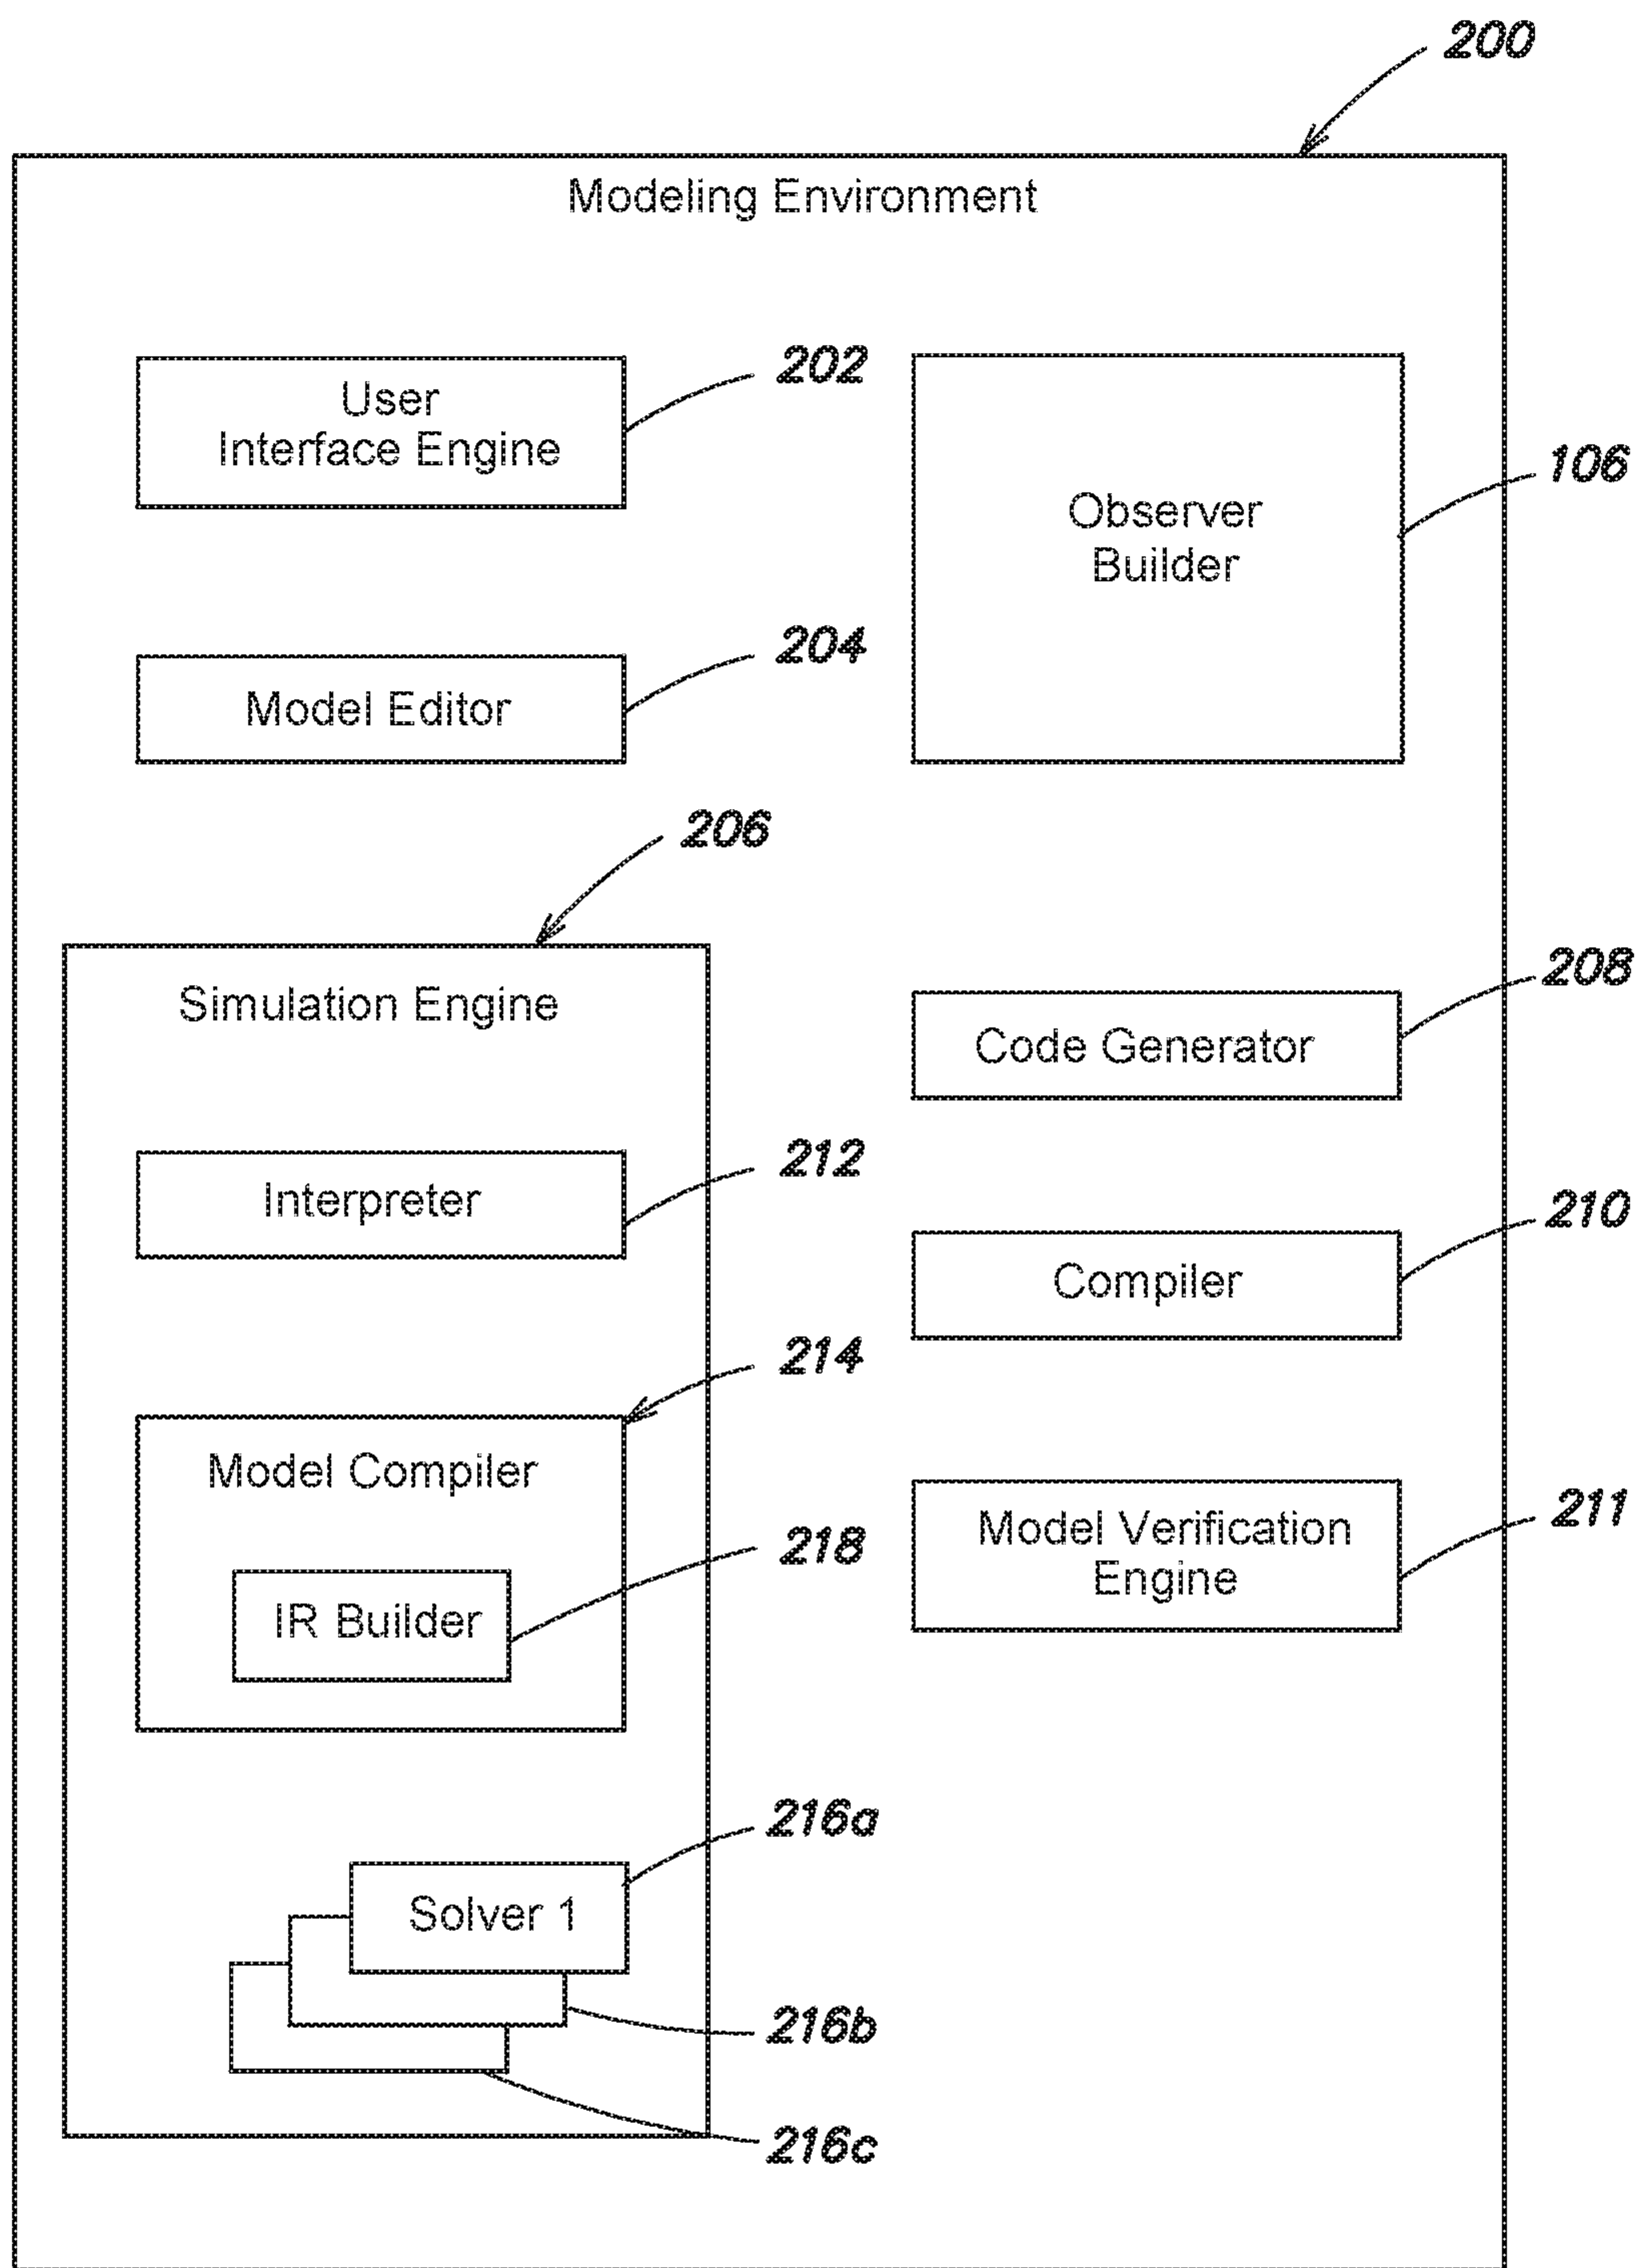 200
Modeling Environment
202
User
Interface Engine
106
Observer
Builder
204
Model Editor
206
Simulation Engine
208
Code Generator
212
Interpreter
210
Compiler
214
Model Compiler
211
Model Verification
Engine
218
IR Builder
216a
Solver 1
216b
216c